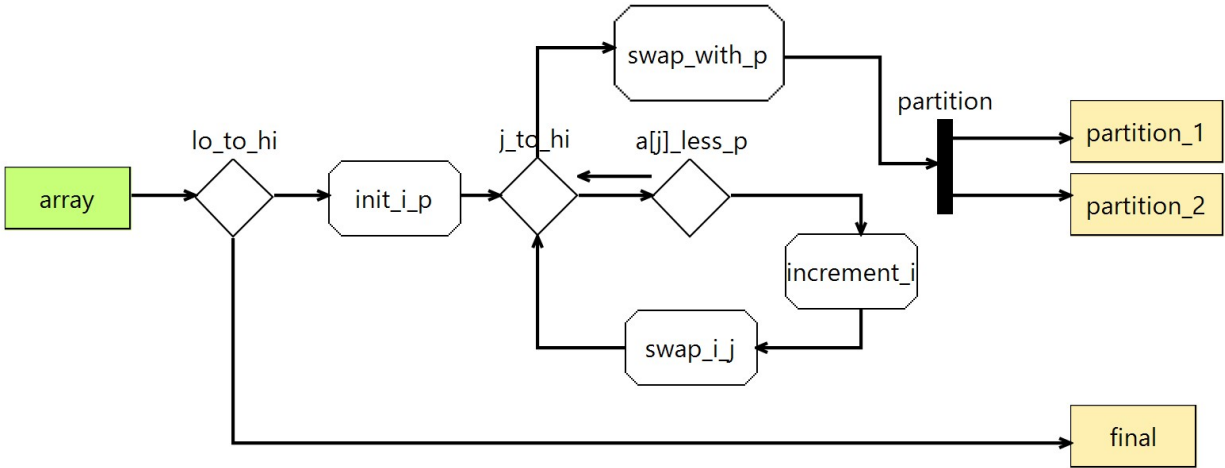 swap_with_p
partition
partition_1
lo_to_hi
j_to_hi
a[j]_less_p
array
init_i_p
partition_2
increment_i
swap_i_j
final